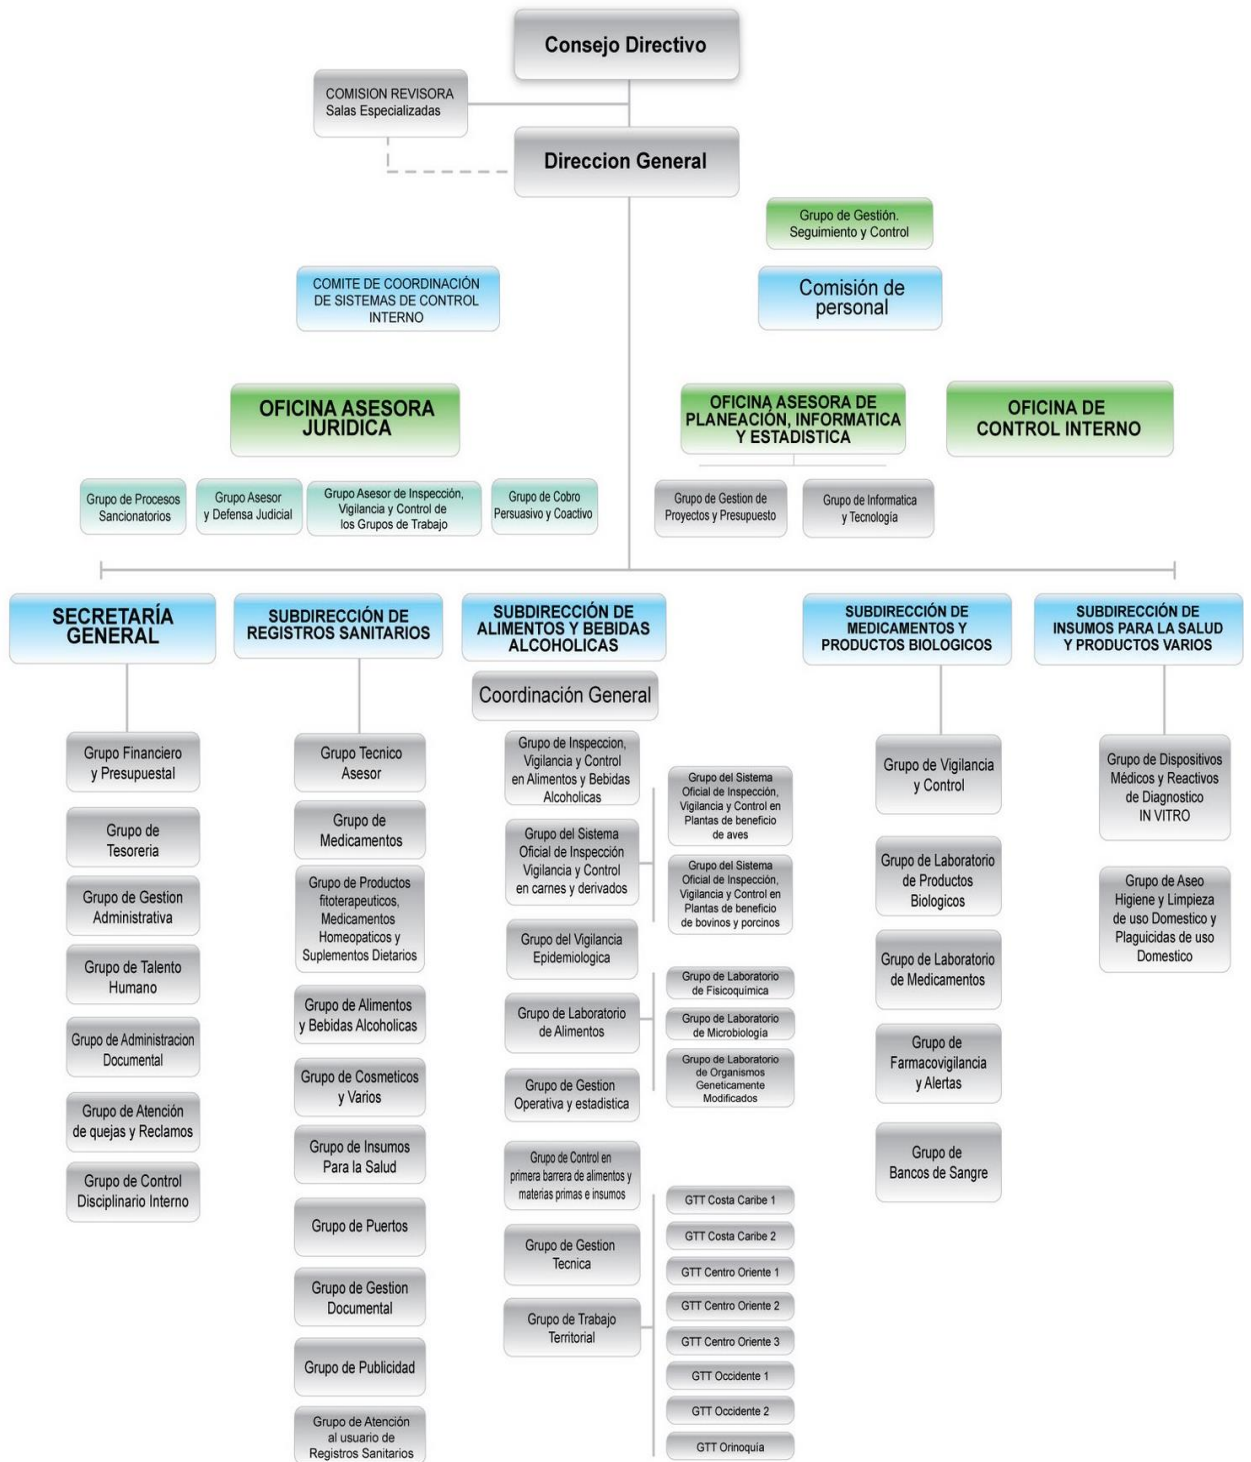 Consejo Directivo
COMISION REVISORA
Salas Especializadas
Direccion General
Grupo de Gestión.
Seguimiento y Control
COMITE DE COORDINACIÓN
DE SISTEMAS DE CONTROL
INTERNO
Comisión de
personal
OFICINA ASESORA
JURIDICA
OFICINA ASESORA DE
PLANEACIÓN, INFORMATICA
Y ESTADISTICA
OFICINA DE
CONTROL INTERNO
Grupo de Procesos
Sancionatorios
Grupo Asesor
y Defensa Judicial
Grupo Asesor de Inspección,
Vigilancia y Control de
los Grupos de Trabajo
Grupo de Cobro
Persuasivo y Coactivo
Grupo de Gestion de
Proyectos y Presupuesto
Grupo de Informatica
y Tecnología
SECRETARÍA
GENERAL
Grupo Financiero
y Presupuestal
Grupo de
Tesoreria
Grupo de Gestion
Administrativa
Grupo de Talento
Humano
Grupo de Administracion
Documental
Grupo de Atención
de quejas y Reclamos
Grupo de Control
Disciplinario Interno
SUBDIRECCIÓN DE
REGISTROS SANITARIOS
Grupo Tecnico
Asesor
Grupo de
Medicamentos
Grupo de Productos
fitoterapeuticos,
Medicamentos
Homeopaticos y
Suplementos Dietarios
Grupo de Alimentos
y Bebidas Alcoholicas
Grupo de Cosmeticos
y Varios
Grupo de Insumos
Para la Salud
Grupo de Puertos
Grupo de Gestion
Documental
Grupo de Publicidad
Grupo de Atención
al usuario de
Registros Sanitarios
SUBDIRECCIÓN DE
ALIMENTOS Y BEBIDAS
ALCOHOLICAS
Coordinación General
Grupo de Inspeccion,
Vigilancia y Control
en Alimentos y Bebidas
Alcoholicas
Grupo del Sistema
Oficial de Inspección
Vigilancia y Control
en carnes y derivados
Grupo del Sistema
Oficial de Inspección,
Vigilancia y Control en
Plantas de beneficio
de aves
Grupo del Sistema
Oficial de Inspección,
Vigilancia y Control en
Plantas de beneficio
de bovinos y porcinos
Grupo del Vigilancia
Epidemiologica
Grupo de Laboratorio
de Alimentos
Grupo de Laboratorio
de Fisicoquímica
Grupo de Laboratorio
de Microbiología
Grupo de Laboratorio
de Organismos
Geneticamente
Modificados
Grupo de Gestion
Operativa y estadistica
Grupo de Control en
primera barrera de alimentos y
materias primas e insumos
Grupo de Gestion
Tecnica
Grupo de Trabajo
Territorial
GTT Costa Caribe 1
GTT Costa Caribe 2
GTT Centro Oriente 1
GTT Centro Oriente 2
GTT Centro Oriente 3
GTT Occidente 1
GTT Occidente 2
GTT Orinoquía
SUBDIRECCIÓN DE
MEDICAMENTOS Y
PRODUCTOS BIOLOGICOS
Grupo de Vigilancia
y Control
Grupo de Laboratorio
de Productos
Biologicos
Grupo de Laboratorio
de Medicamentos
Grupo de
Farmacovigilancia
y Alertas
Grupo de
Bancos de Sangre
SUBDIRECCIÓN DE
INSUMOS PARA LA SALUD
Y PRODUCTOS VARIOS
Grupo de Dispositivos
Médicos y Reactivos
de Diagnostico
IN VITRO
Grupo de Aseo
Higiene y Limpieza
de uso Domestico y
Plaguicidas de uso
Domestico